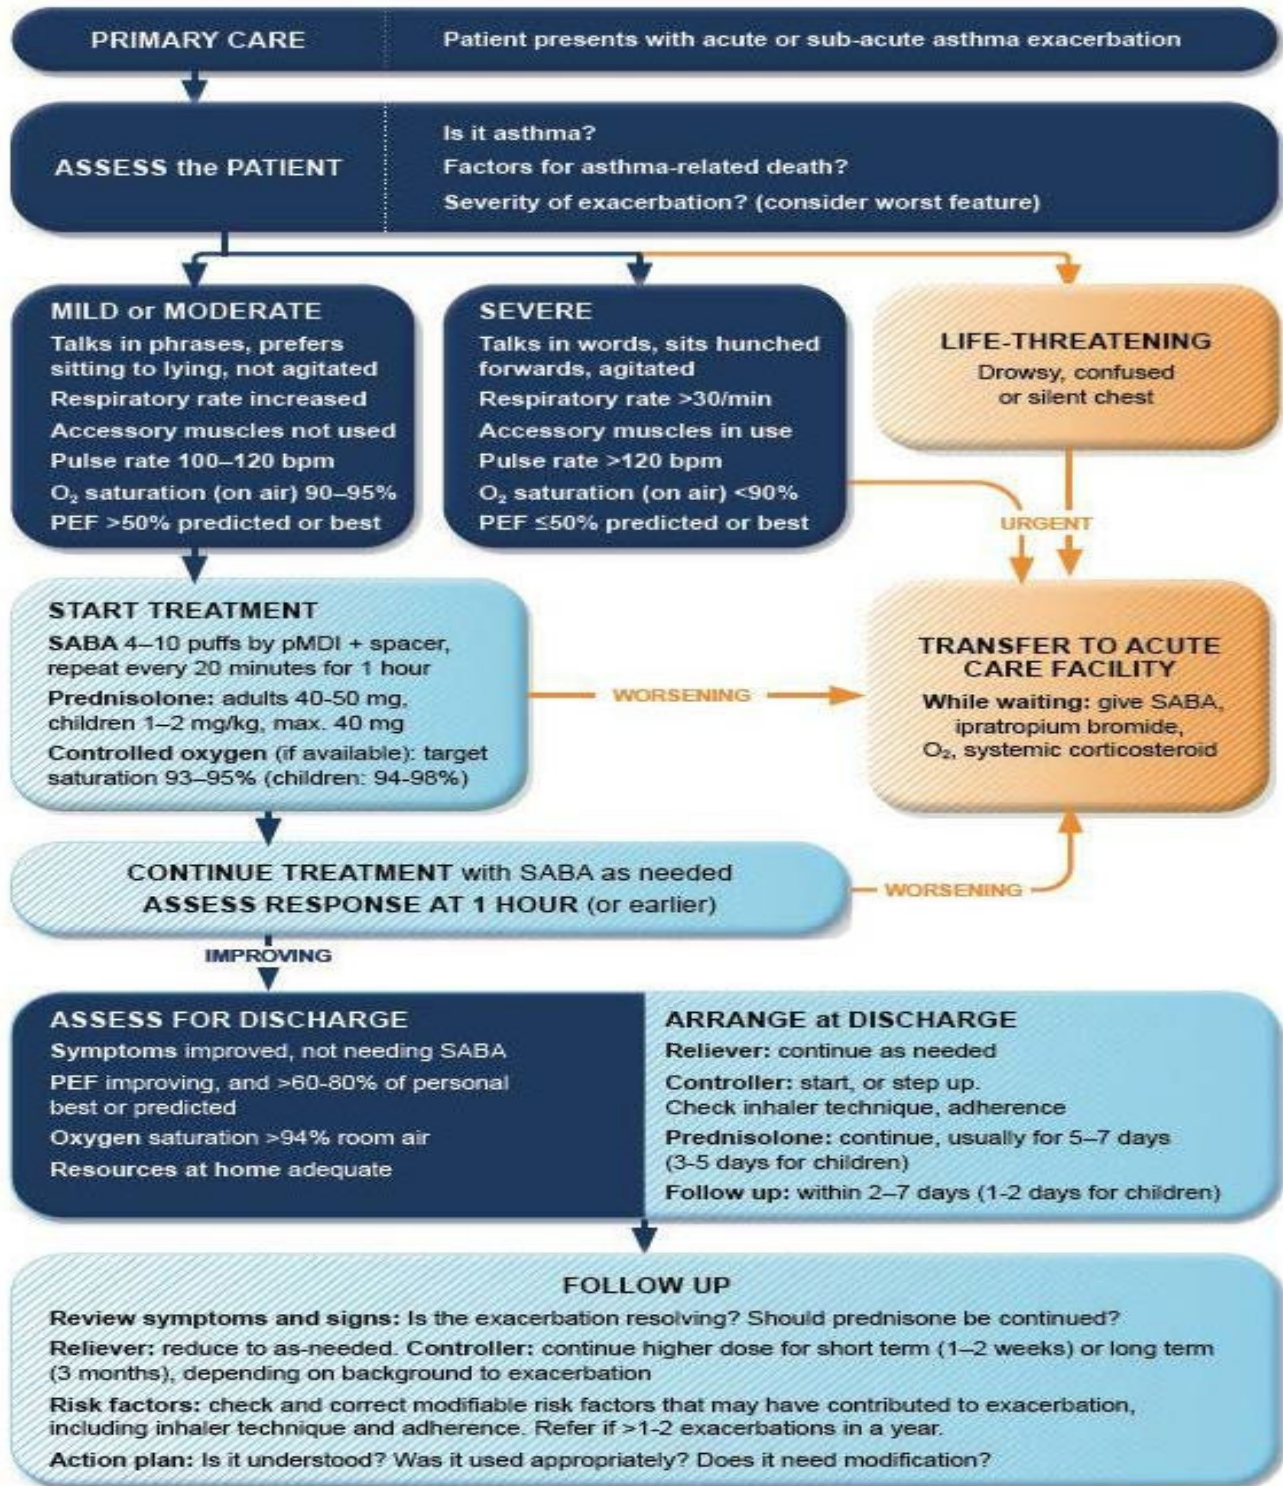 PRIMARY CARE
Patient presents with acute or sub-acute asthma exacerbation
ASSESS the PATIENT
Is it asthma?
Factors for asthma-related death?
Severity of exacerbation? (consider worst feature)
MILD or MODERATE
Talks in phrases, prefers
sitting to lying, not agitated
Respiratory rate increased
Accessory muscles not used
Pulse rate 100–120 bpm
O₂ saturation (on air) 90–95%
PEF >50% predicted or best
SEVERE
Talks in words, sits hunched
forwards, agitated
Respiratory rate >30/min
Accessory muscles in use
Pulse rate >120 bpm
O₂ saturation (on air) <90%
PEF ≤50% predicted or best
LIFE-THREATENING
Drowsy, confused
or silent chest
URGENT
START TREATMENT
SABA 4–10 puffs by pMDI + spacer,
repeat every 20 minutes for 1 hour
Prednisolone: adults 40-50 mg,
children 1–2 mg/kg, max. 40 mg
Controlled oxygen (if available): target
saturation 93–95% (children: 94-98%)
WORSENING
TRANSFER TO ACUTE
CARE FACILITY
While waiting: give SABA,
ipratropium bromide,
O₂, systemic corticosteroid
CONTINUE TREATMENT with SABA as needed
ASSESS RESPONSE AT 1 HOUR (or earlier)
WORSENING
IMPROVING
ASSESS FOR DISCHARGE
Symptoms improved, not needing SABA
PEF improving, and >60-80% of personal
best or predicted
Oxygen saturation >94% room air
Resources at home adequate
ARRANGE at DISCHARGE
Reliever: continue as needed
Controller: start, or step up.
Check inhaler technique, adherence
Prednisolone: continue, usually for 5–7 days
(3-5 days for children)
Follow up: within 2–7 days (1-2 days for children)
FOLLOW UP
Review symptoms and signs: Is the exacerbation resolving? Should prednisone be continued?
Reliever: reduce to as-needed. Controller: continue higher dose for short term (1–2 weeks) or long term
(3 months), depending on background to exacerbation
Risk factors: check and correct modifiable risk factors that may have contributed to exacerbation,
including inhaler technique and adherence. Refer if >1-2 exacerbations in a year.
Action plan: Is it understood? Was it used appropriately? Does it need modification?